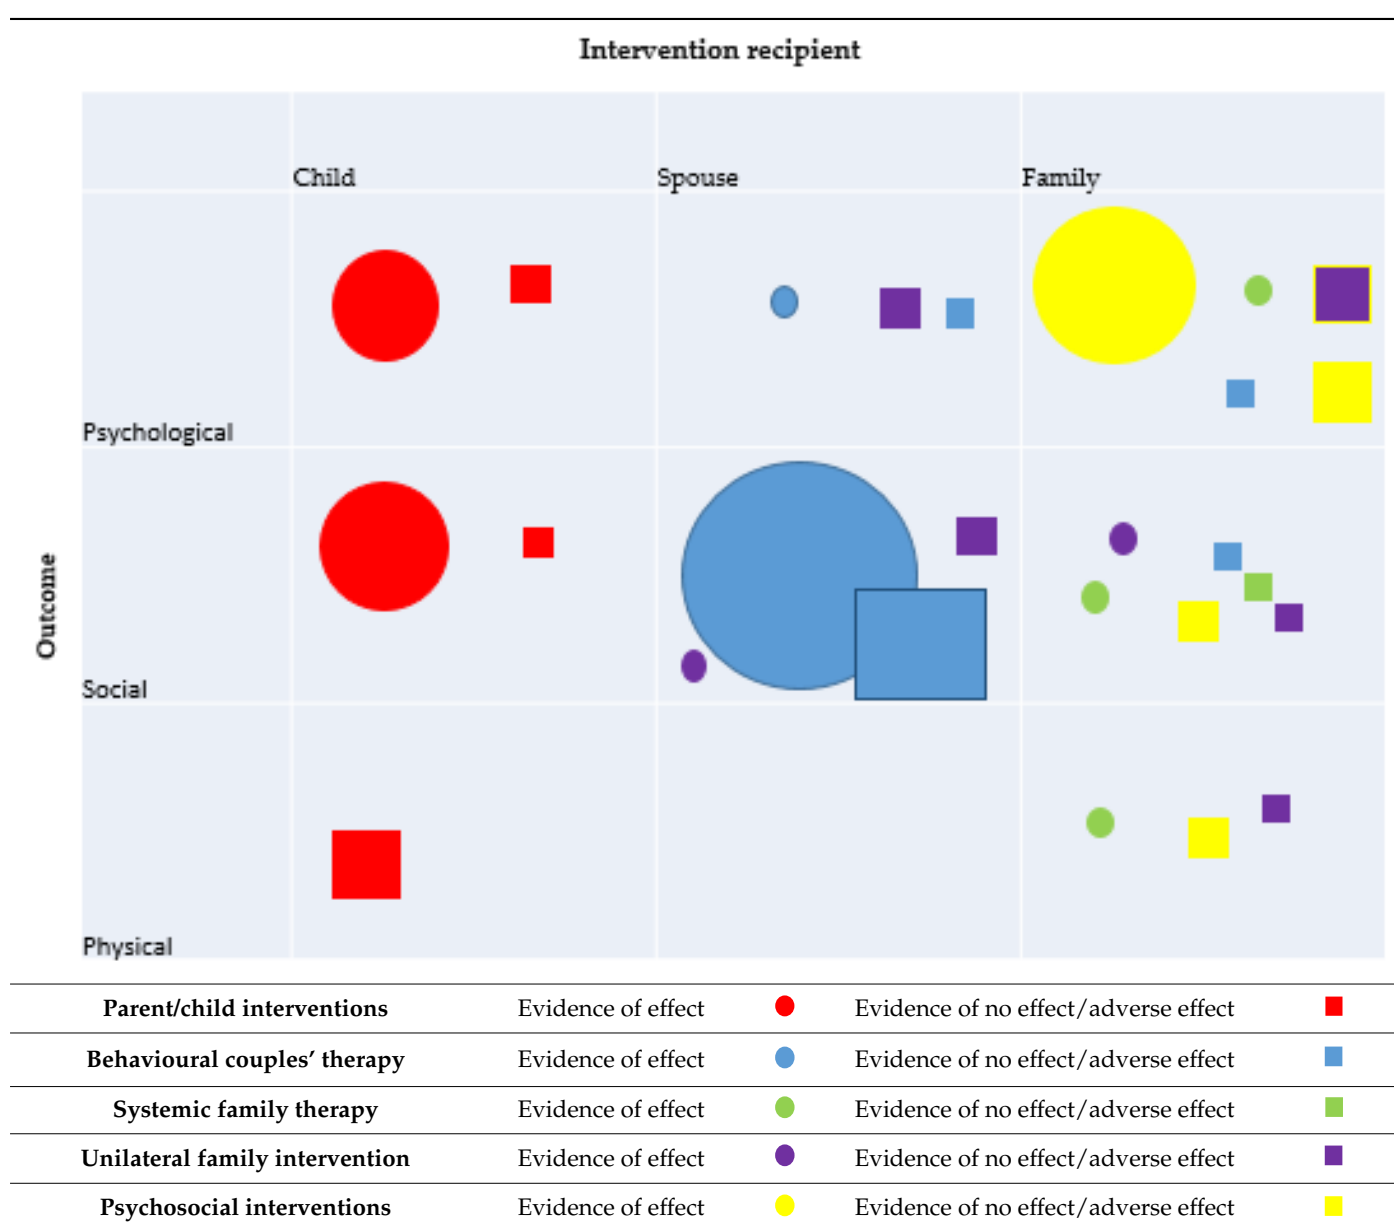 Intervention recipient
Child Spouse Family
Psychological
Outcome
Social
Physical
Parent/child interventions Evidence of effect Evidence of no effect/adverse effect
Behavioural couples’ therapy Evidence of effect Evidence of no effect/adverse effect
Systemic family therapy Evidence of effect Evidence of no effect/adverse effect
Unilateral family intervention Evidence of effect Evidence of no effect/adverse effect
Psychosocial interventions Evidence of effect Evidence of no effect/adverse effect